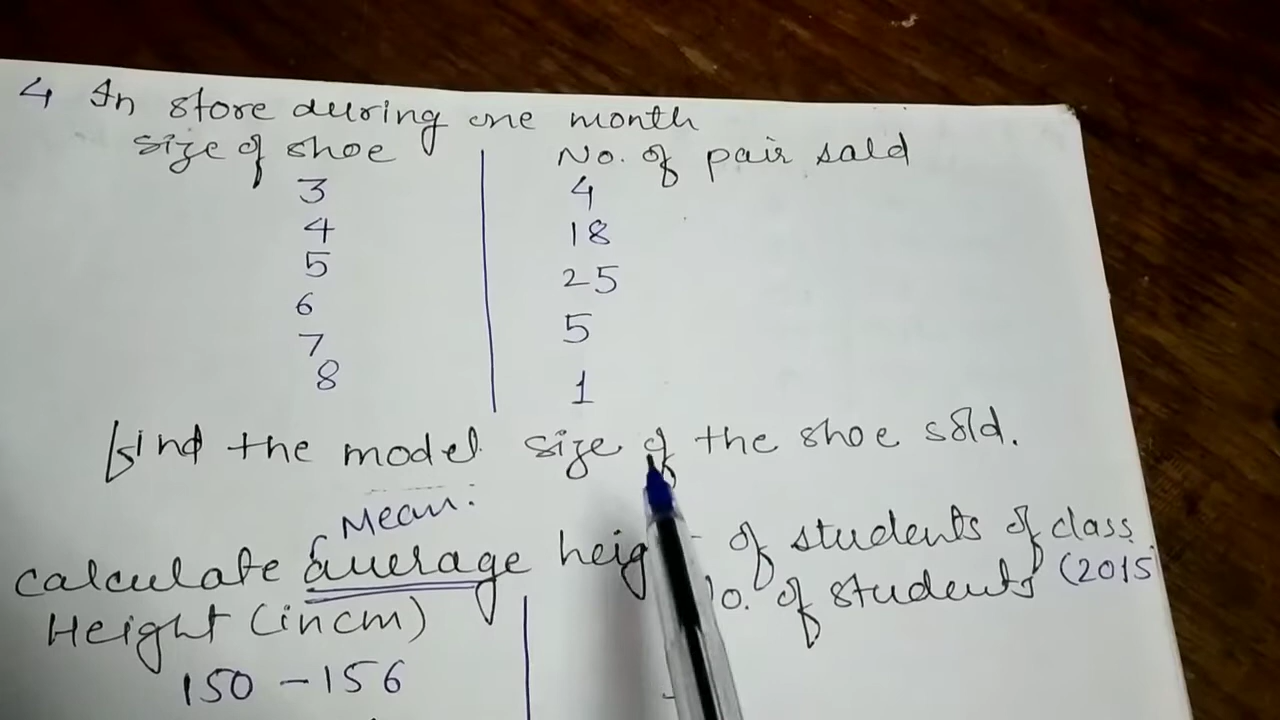 4 In store during one month
size of shoe No. of pair sald
3 4
4 18
5 25
6 5
7
8 1
find the model size of the shoe sold.
Mean:
calculate average heig of students of class
Height (in cm) No. of students (2015
150 - 156